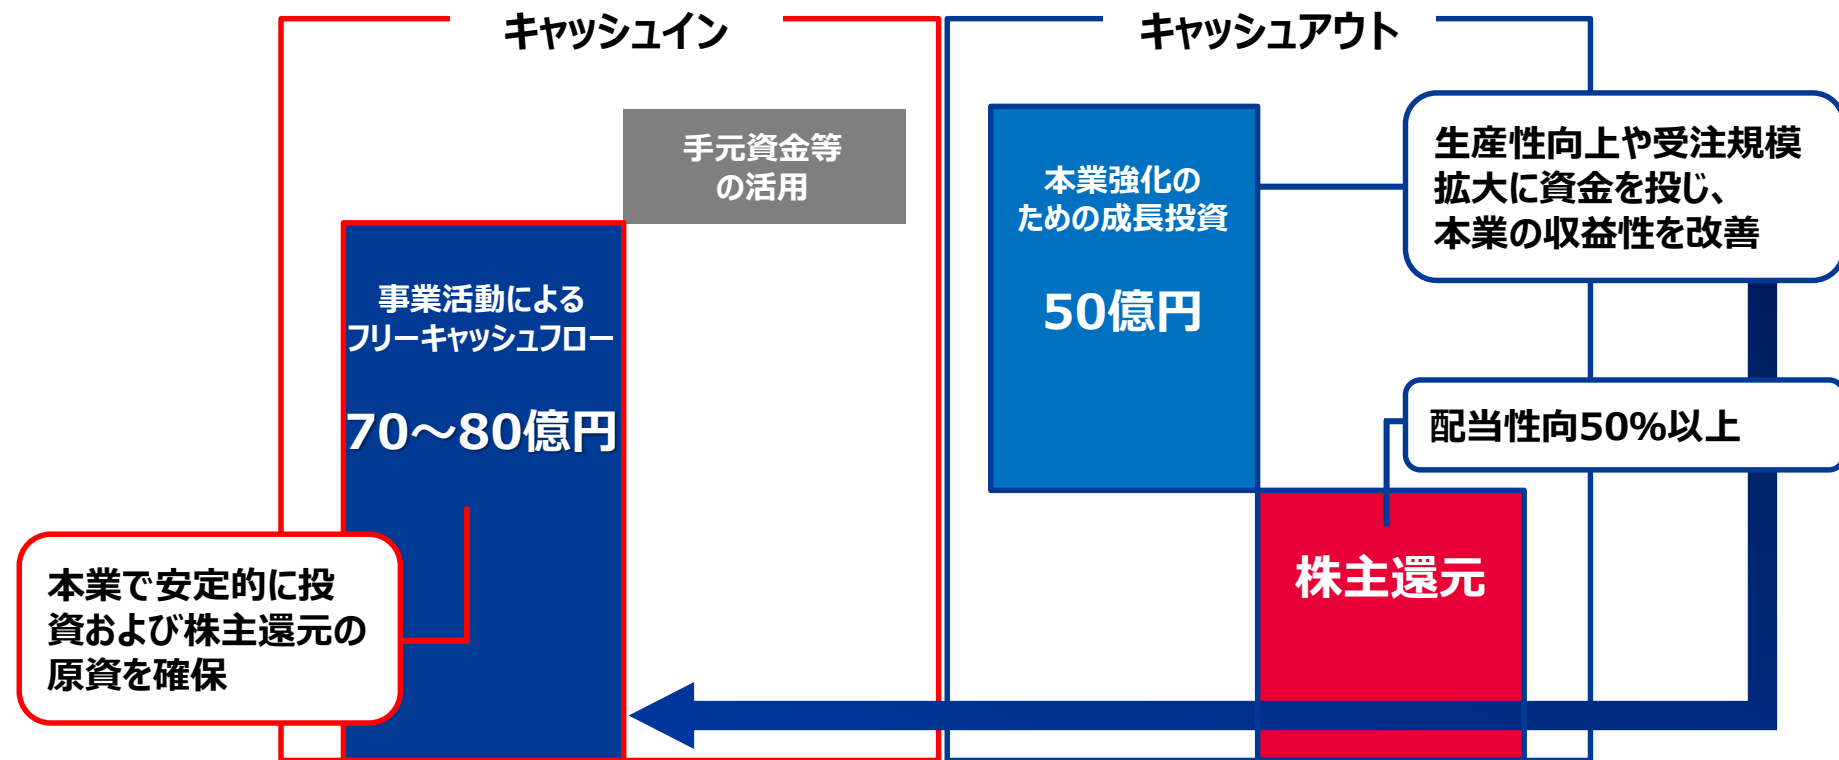 キャッシュイン
キャッシュアウト
手元資金等
の活用
事業活動による
フリーキャッシュフロー
70～80億円
本業で安定的に投
資および株主還元の
原資を確保
本業強化の
ための成長投資
50億円
生産性向上や受注規模
拡大に資金を投じ、
本業の収益性を改善
配当性向50%以上
株主還元